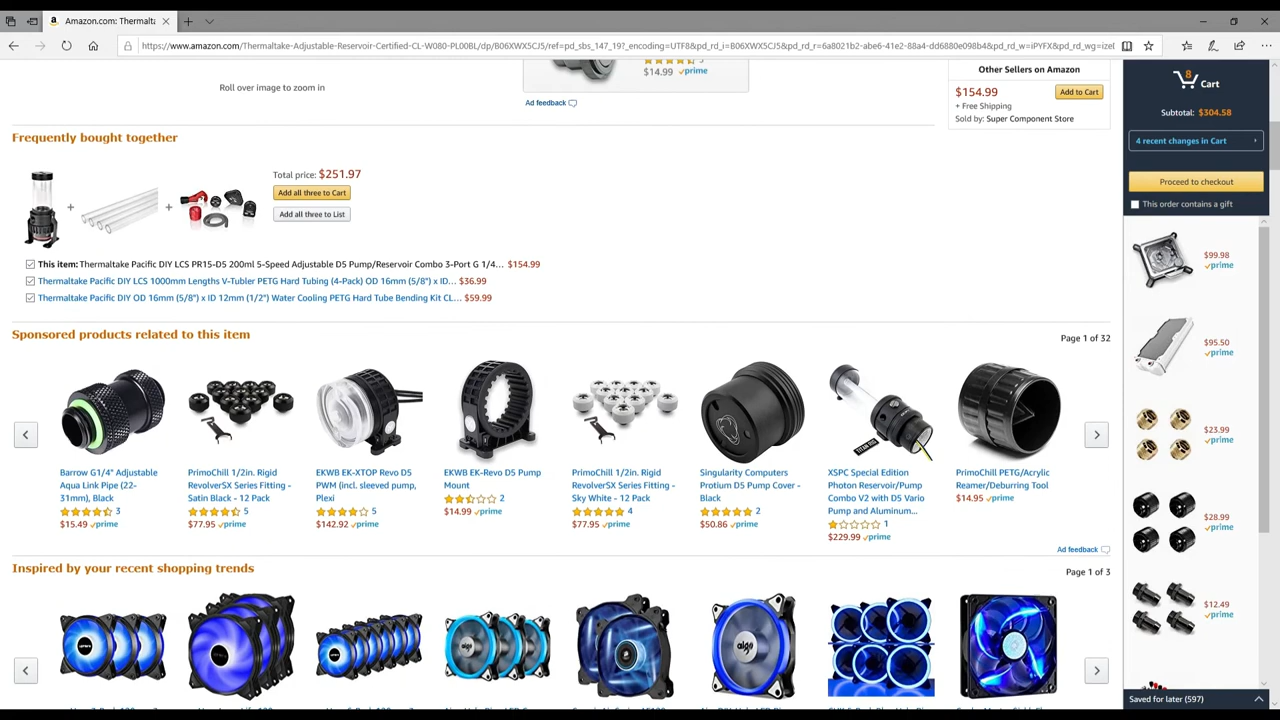 Amazon.com: Thermalta
https://www.amazon.com/Thermaltake-Adjustable-Reservoir-Certified-CL-W080-PL00BL/dp/B06XWX5CJ5/ref=pd_sbs_147_19?_encoding=UTF8&pd_rd_i=B06XWX5CJ5&pd_rd_r=6a8021b2-abe6-41e2-88a4-dd6880e098b4&pd_rd_w=iPYFX&pd_rd_wg=izel
Roll over image to zoom in
$14.99 prime
Ad feedback
Other Sellers on Amazon
$154.99
Add to Cart
+ Free Shipping
Sold by: Super Component Store
8
Cart
Subtotal: $304.58
4 recent changes in Cart
Proceed to checkout
This order contains a gift
Frequently bought together
Total price: $251.97
Add all three to Cart
Add all three to List
This item: Thermaltake Pacific DIY LCS PR15-D5 200ml 5-Speed Adjustable D5 Pump/Reservoir Combo 3-Port G 1/4... $154.99
Thermaltake Pacific DIY LCS 1000mm Lengths V-Tubler PETG Hard Tubing (4-Pack) OD 16mm (5/8") x ID... $36.99
Thermaltake Pacific DIY OD 16mm (5/8") x ID 12mm (1/2") Water Cooling PETG Hard Tube Bending Kit CL... $59.99
Sponsored products related to this item
Page 1 of 32
Barrow G1/4" Adjustable
Aqua Link Pipe (22-
31mm), Black
3
$15.49 prime
PrimoChill 1/2in. Rigid
RevolverSX Series Fitting -
Satin Black - 12 Pack
5
$77.95 prime
EKWB EK-XTOP Revo D5
PWM (incl. sleeved pump,
Plexi
5
$142.92 prime
EKWB EK-Revo D5 Pump
Mount
2
$14.99 prime
PrimoChill 1/2in. Rigid
RevolverSX Series Fitting -
Sky White - 12 Pack
4
$77.95 prime
Singularity Computers
Protium D5 Pump Cover -
Black
2
$50.86 prime
XSPC Special Edition
Photon Reservoir/Pump
Combo V2 with D5 Vario
Pump and Aluminum...
1
$229.99 prime
PrimoChill PETG/Acrylic
Reamer/Deburring Tool
$14.95 prime
Ad feedback
Inspired by your recent shopping trends
Page 1 of 3
aigo
$99.98
prime
$95.50
prime
$23.99
prime
$28.99
prime
$12.49
prime
Saved for later (597)